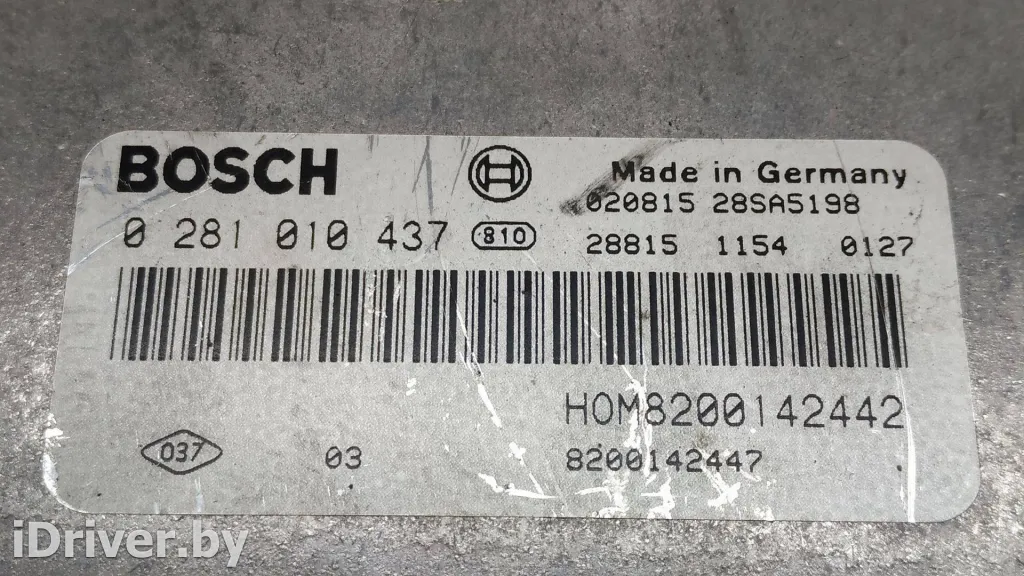 BOSCH
Made in Germany
020815 28SA5198
0 281 010 437 810
28815 1154 0127
HOM8200142442
037 03
8200142447
iDriver.by